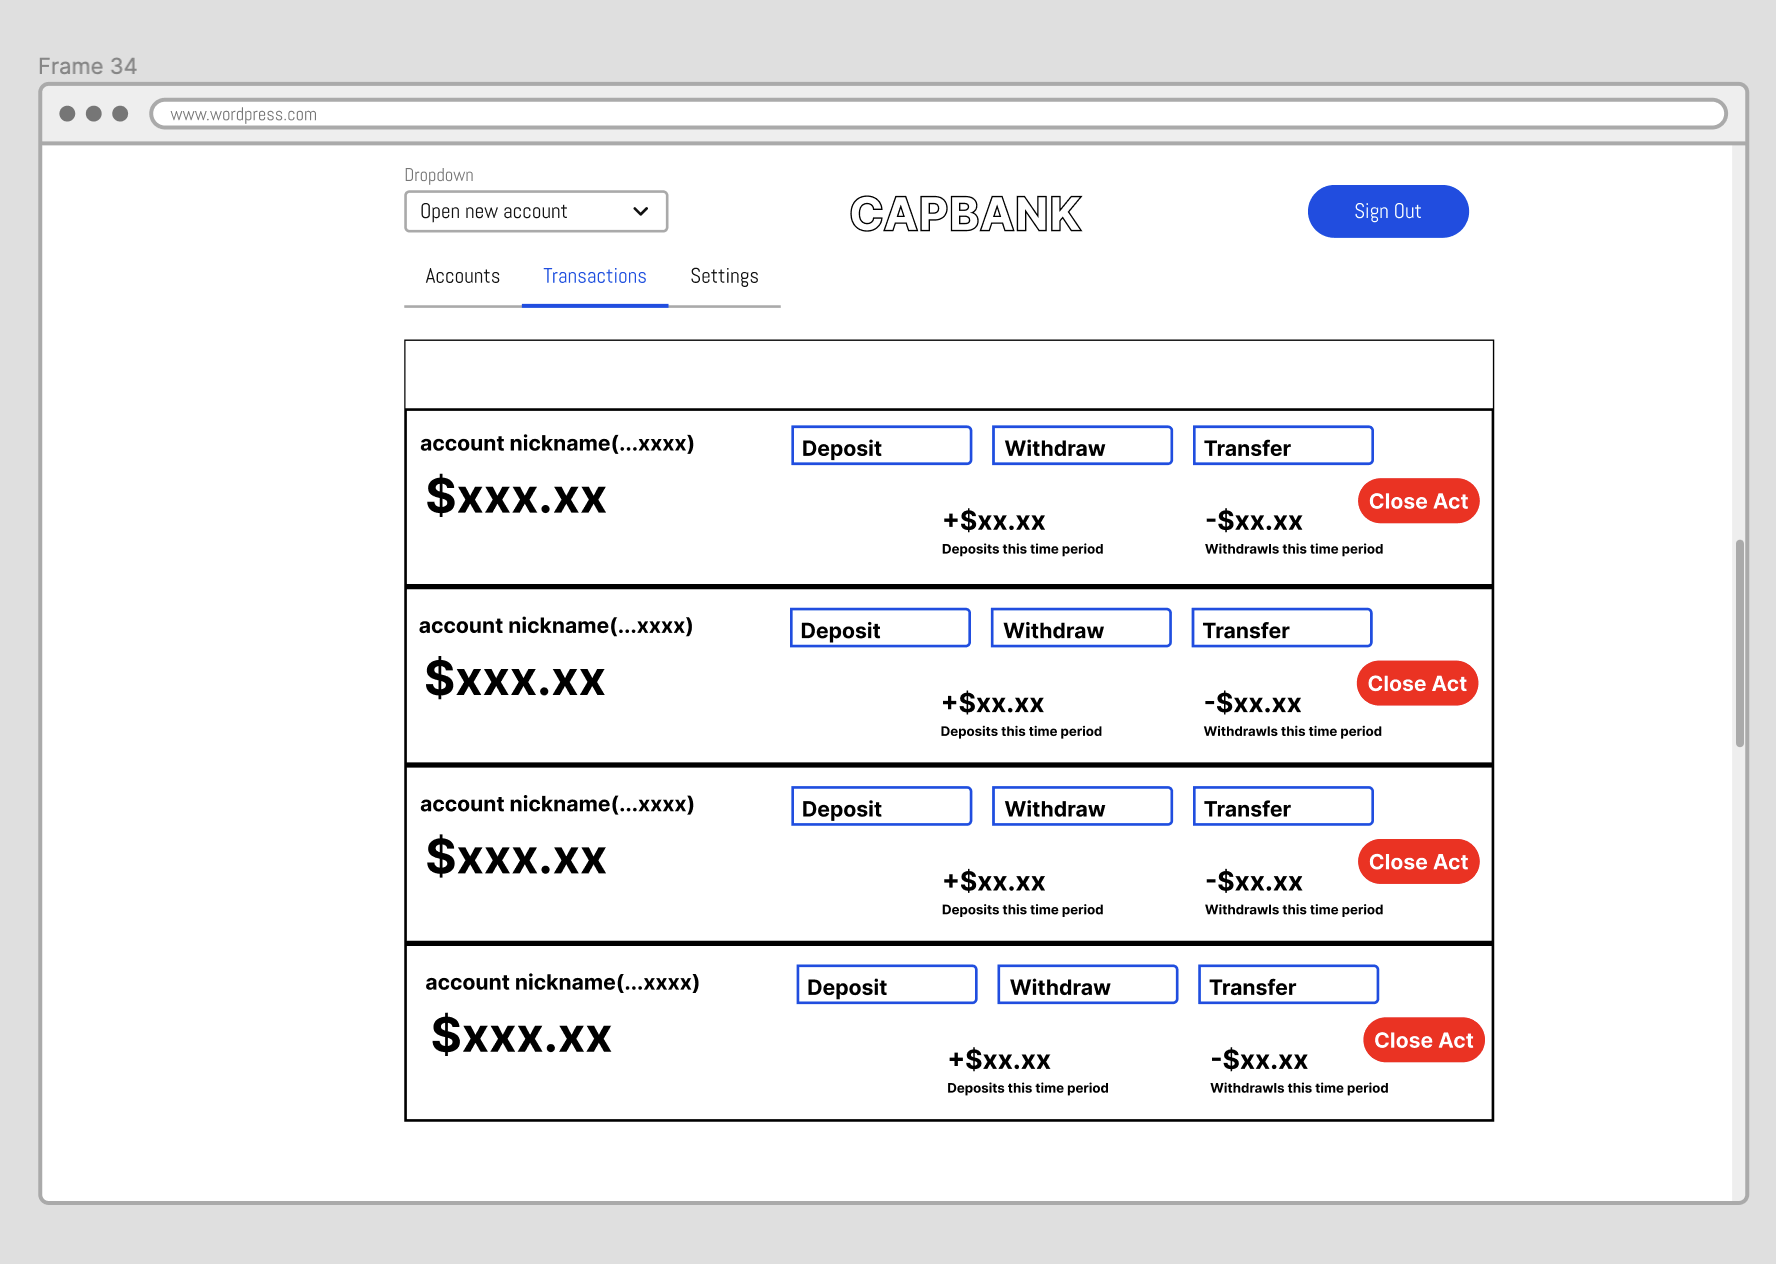 Frame 34
www.wordpress.com
Dropdown
Open new account
CAPBANK
Sign Out
Accounts Transactions Settings
account nickname(...xxxx) Deposit Withdraw Transfer
$xxx.xx Close Act
+$xx.xx -$xx.xx
Deposits this time period Withdrawls this time period
account nickname(...xxxx) Deposit Withdraw Transfer
$xxx.xx Close Act
+$xx.xx -$xx.xx
Deposits this time period Withdrawls this time period
account nickname(...xxxx) Deposit Withdraw Transfer
$xxx.xx Close Act
+$xx.xx -$xx.xx
Deposits this time period Withdrawls this time period
account nickname(...xxxx) Deposit Withdraw Transfer
$xxx.xx Close Act
+$xx.xx -$xx.xx
Deposits this time period Withdrawls this time period